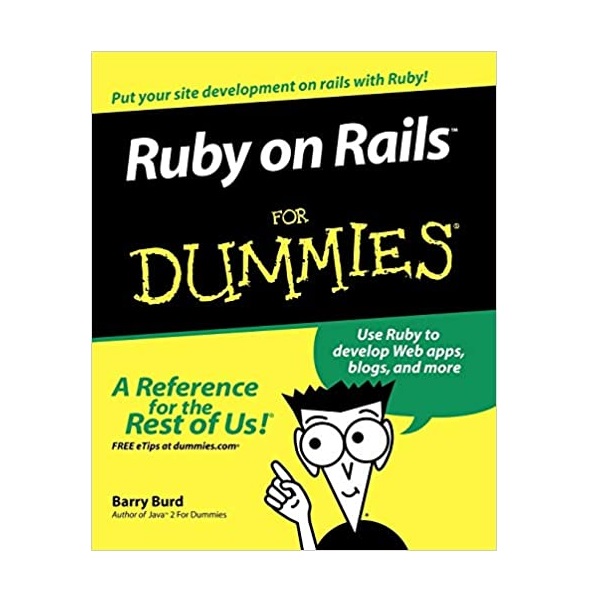 Put your site development on rails with Ruby!
Ruby on Rails™
FOR
DUMMIES®
Use Ruby to
develop Web apps,
blogs, and more
A Reference
for the
Rest of Us!®
FREE eTips at dummies.com®
Barry Burd
Author of Java™ 2 For Dummies